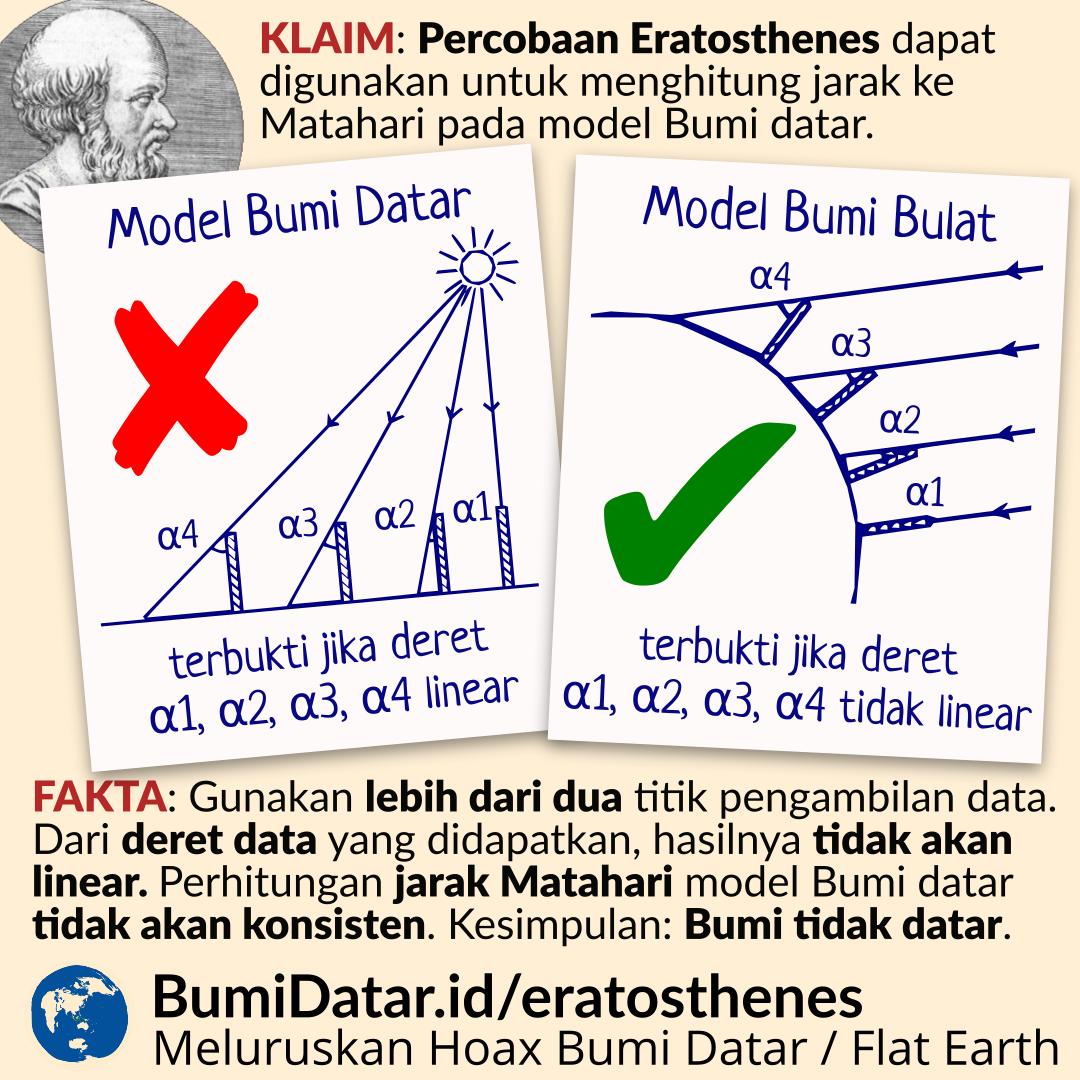 KLAIM: Percobaan Eratosthenes dapat
digunakan untuk menghitung jarak ke
Matahari pada model Bumi datar.
Model Bumi Datar
α4
α3
α2
α1
terbukti jika deret
α1, α2, α3, α4 linear
Model Bumi Bulat
α4
α3
α2
α1
terbukti jika deret
α1, α2, α3, α4 tidak linear
FAKTA: Gunakan lebih dari dua titik pengambilan data.
Dari deret data yang didapatkan, hasilnya tidak akan
linear. Perhitungan jarak Matahari model Bumi datar
tidak akan konsisten. Kesimpulan: Bumi tidak datar.
BumiDatar.id/eratosthenes
Meluruskan Hoax Bumi Datar / Flat Earth